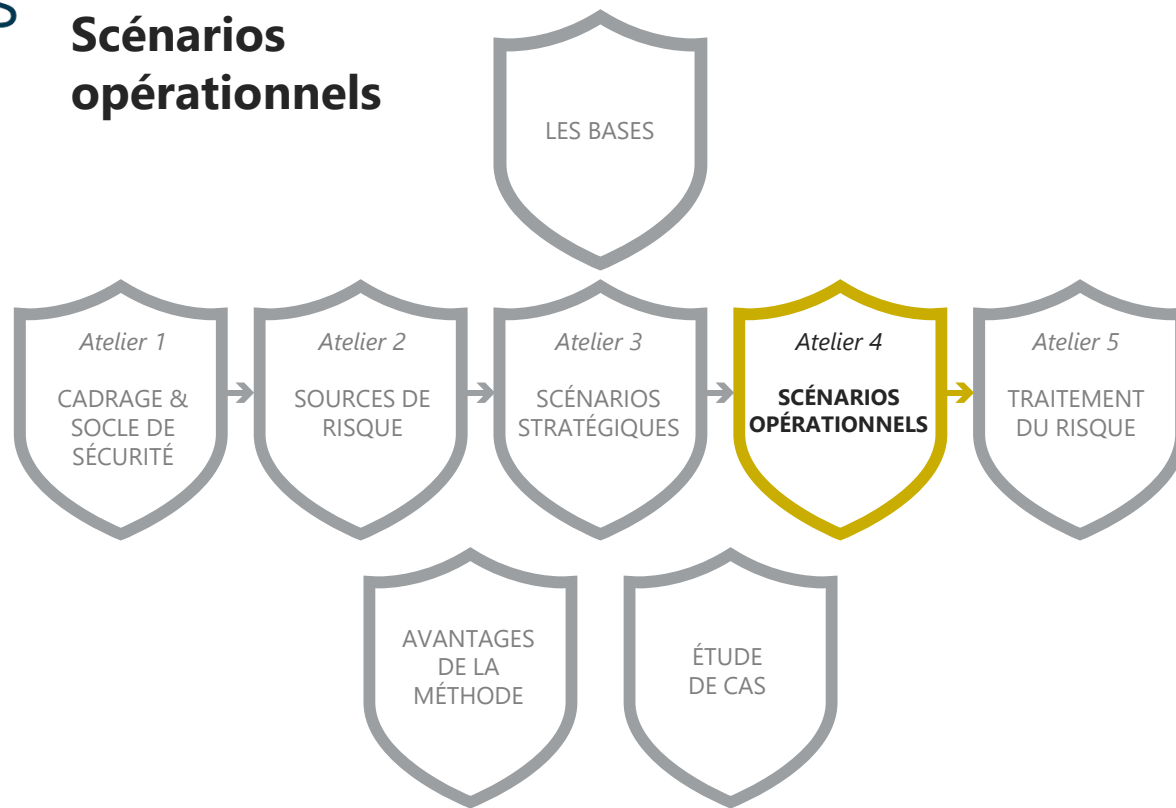 Scénarios
opérationnels
LES BASES
Atelier 1
CADRAGE &
SOCLE DE
SÉCURITÉ
Atelier 2
SOURCES DE
RISQUE
Atelier 3
SCÉNARIOS
STRATÉGIQUES
Atelier 4
SCÉNARIOS
OPÉRATIONNELS
Atelier 5
TRAITEMENT
DU RISQUE
AVANTAGES
DE LA
MÉTHODE
ÉTUDE
DE CAS